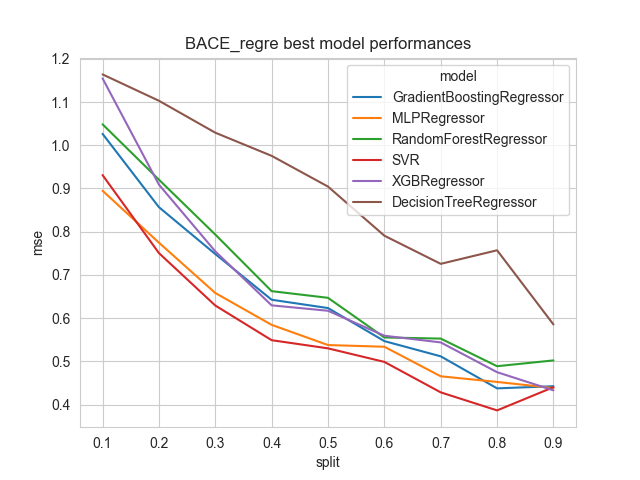 BACE_regre best model performances
1.2
1.1
1.0
0.9
0.8
0.7
0.6
0.5
0.4
mse
model
GradientBoostingRegressor
MLPRegressor
RandomForestRegressor
SVR
XGBRegressor
DecisionTreeRegressor
0.1 0.2 0.3 0.4 0.5 0.6 0.7 0.8 0.9
split